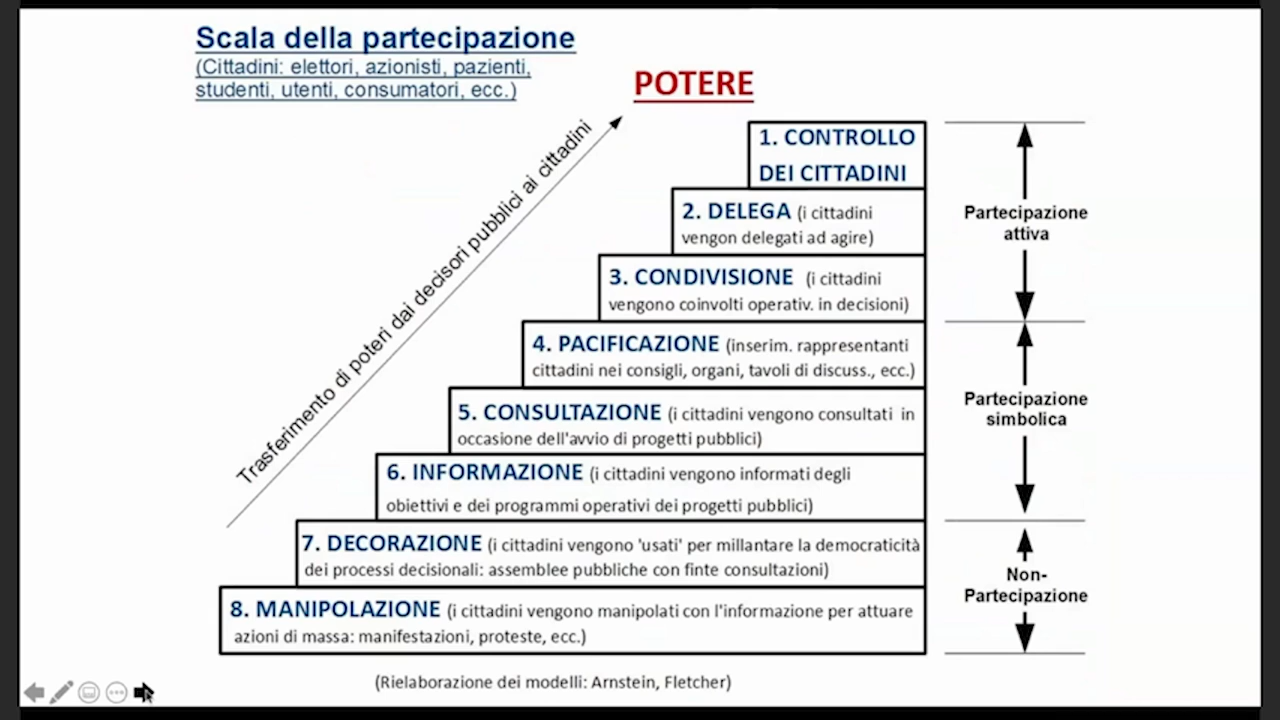 Scala della partecipazione
(Cittadini: elettori, azionisti, pazienti,
studenti, utenti, consumatori, ecc.)
POTERE
Trasferimento di poteri dai decisori pubblici ai cittadini
1. CONTROLLO
DEI CITTADINI
2. DELEGA (i cittadini
vengon delegati ad agire)
3. CONDIVISIONE (i cittadini
vengono coinvolti operativ. in decisioni)
4. PACIFICAZIONE (inserim. rappresentanti
cittadini nei consigli, organi, tavoli di discuss., ecc.)
5. CONSULTAZIONE (i cittadini vengono consultati in
occasione dell'avvio di progetti pubblici)
6. INFORMAZIONE (i cittadini vengono informati degli
obiettivi e dei programmi operativi dei progetti pubblici)
7. DECORAZIONE (i cittadini vengono 'usati' per millantare la democraticità
dei processi decisionali: assemblee pubbliche con finte consultazioni)
8. MANIPOLAZIONE (i cittadini vengono manipolati con l'informazione per attuare
azioni di massa: manifestazioni, proteste, ecc.)
Partecipazione
attiva
Partecipazione
simbolica
Non-
Partecipazione
(Rielaborazione dei modelli: Arnstein, Fletcher)